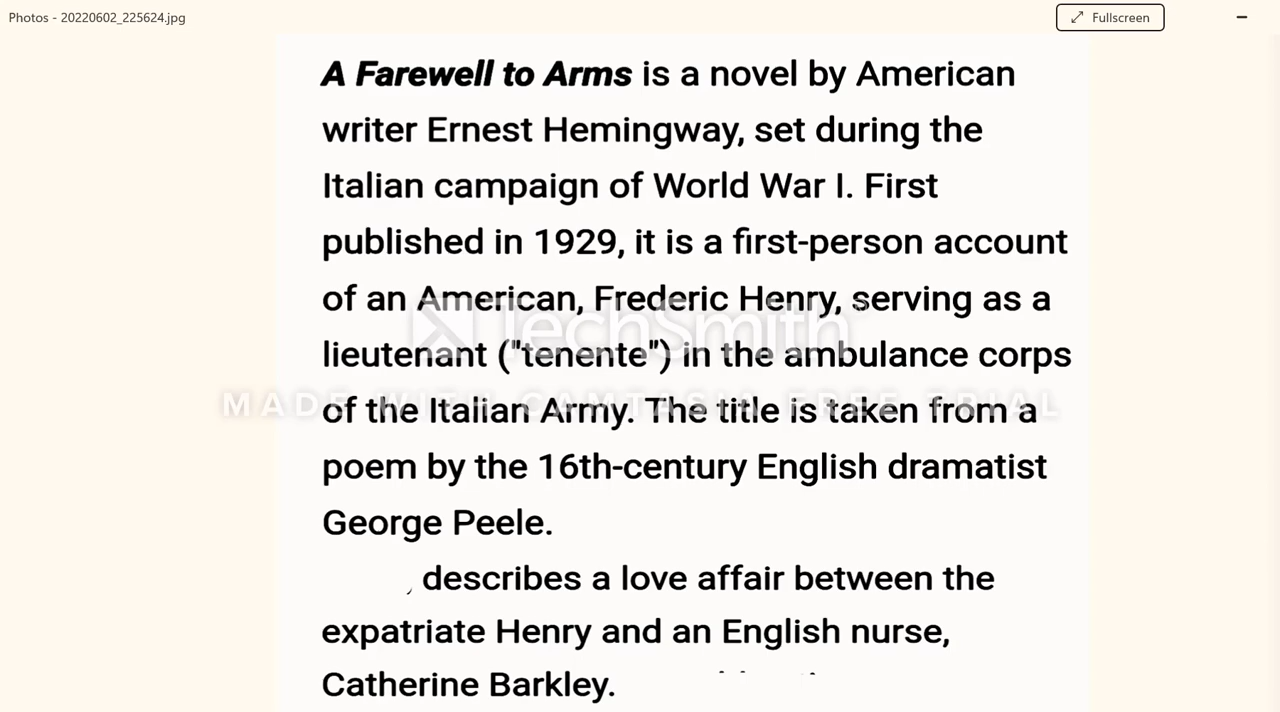 Photos - 20220602_225624.jpg
Fullscreen
A Farewell to Arms is a novel by American
writer Ernest Hemingway, set during the
Italian campaign of World War I. First
published in 1929, it is a first-person account
of an American, Frederic Henry, serving as a
TechSmith®
lieutenant ("tenente") in the ambulance corps
MADE WITH CAMTASIA FREE TRIAL
of the Italian Army. The title is taken from a
poem by the 16th-century English dramatist
George Peele.
describes a love affair between the
expatriate Henry and an English nurse,
Catherine Barkley.